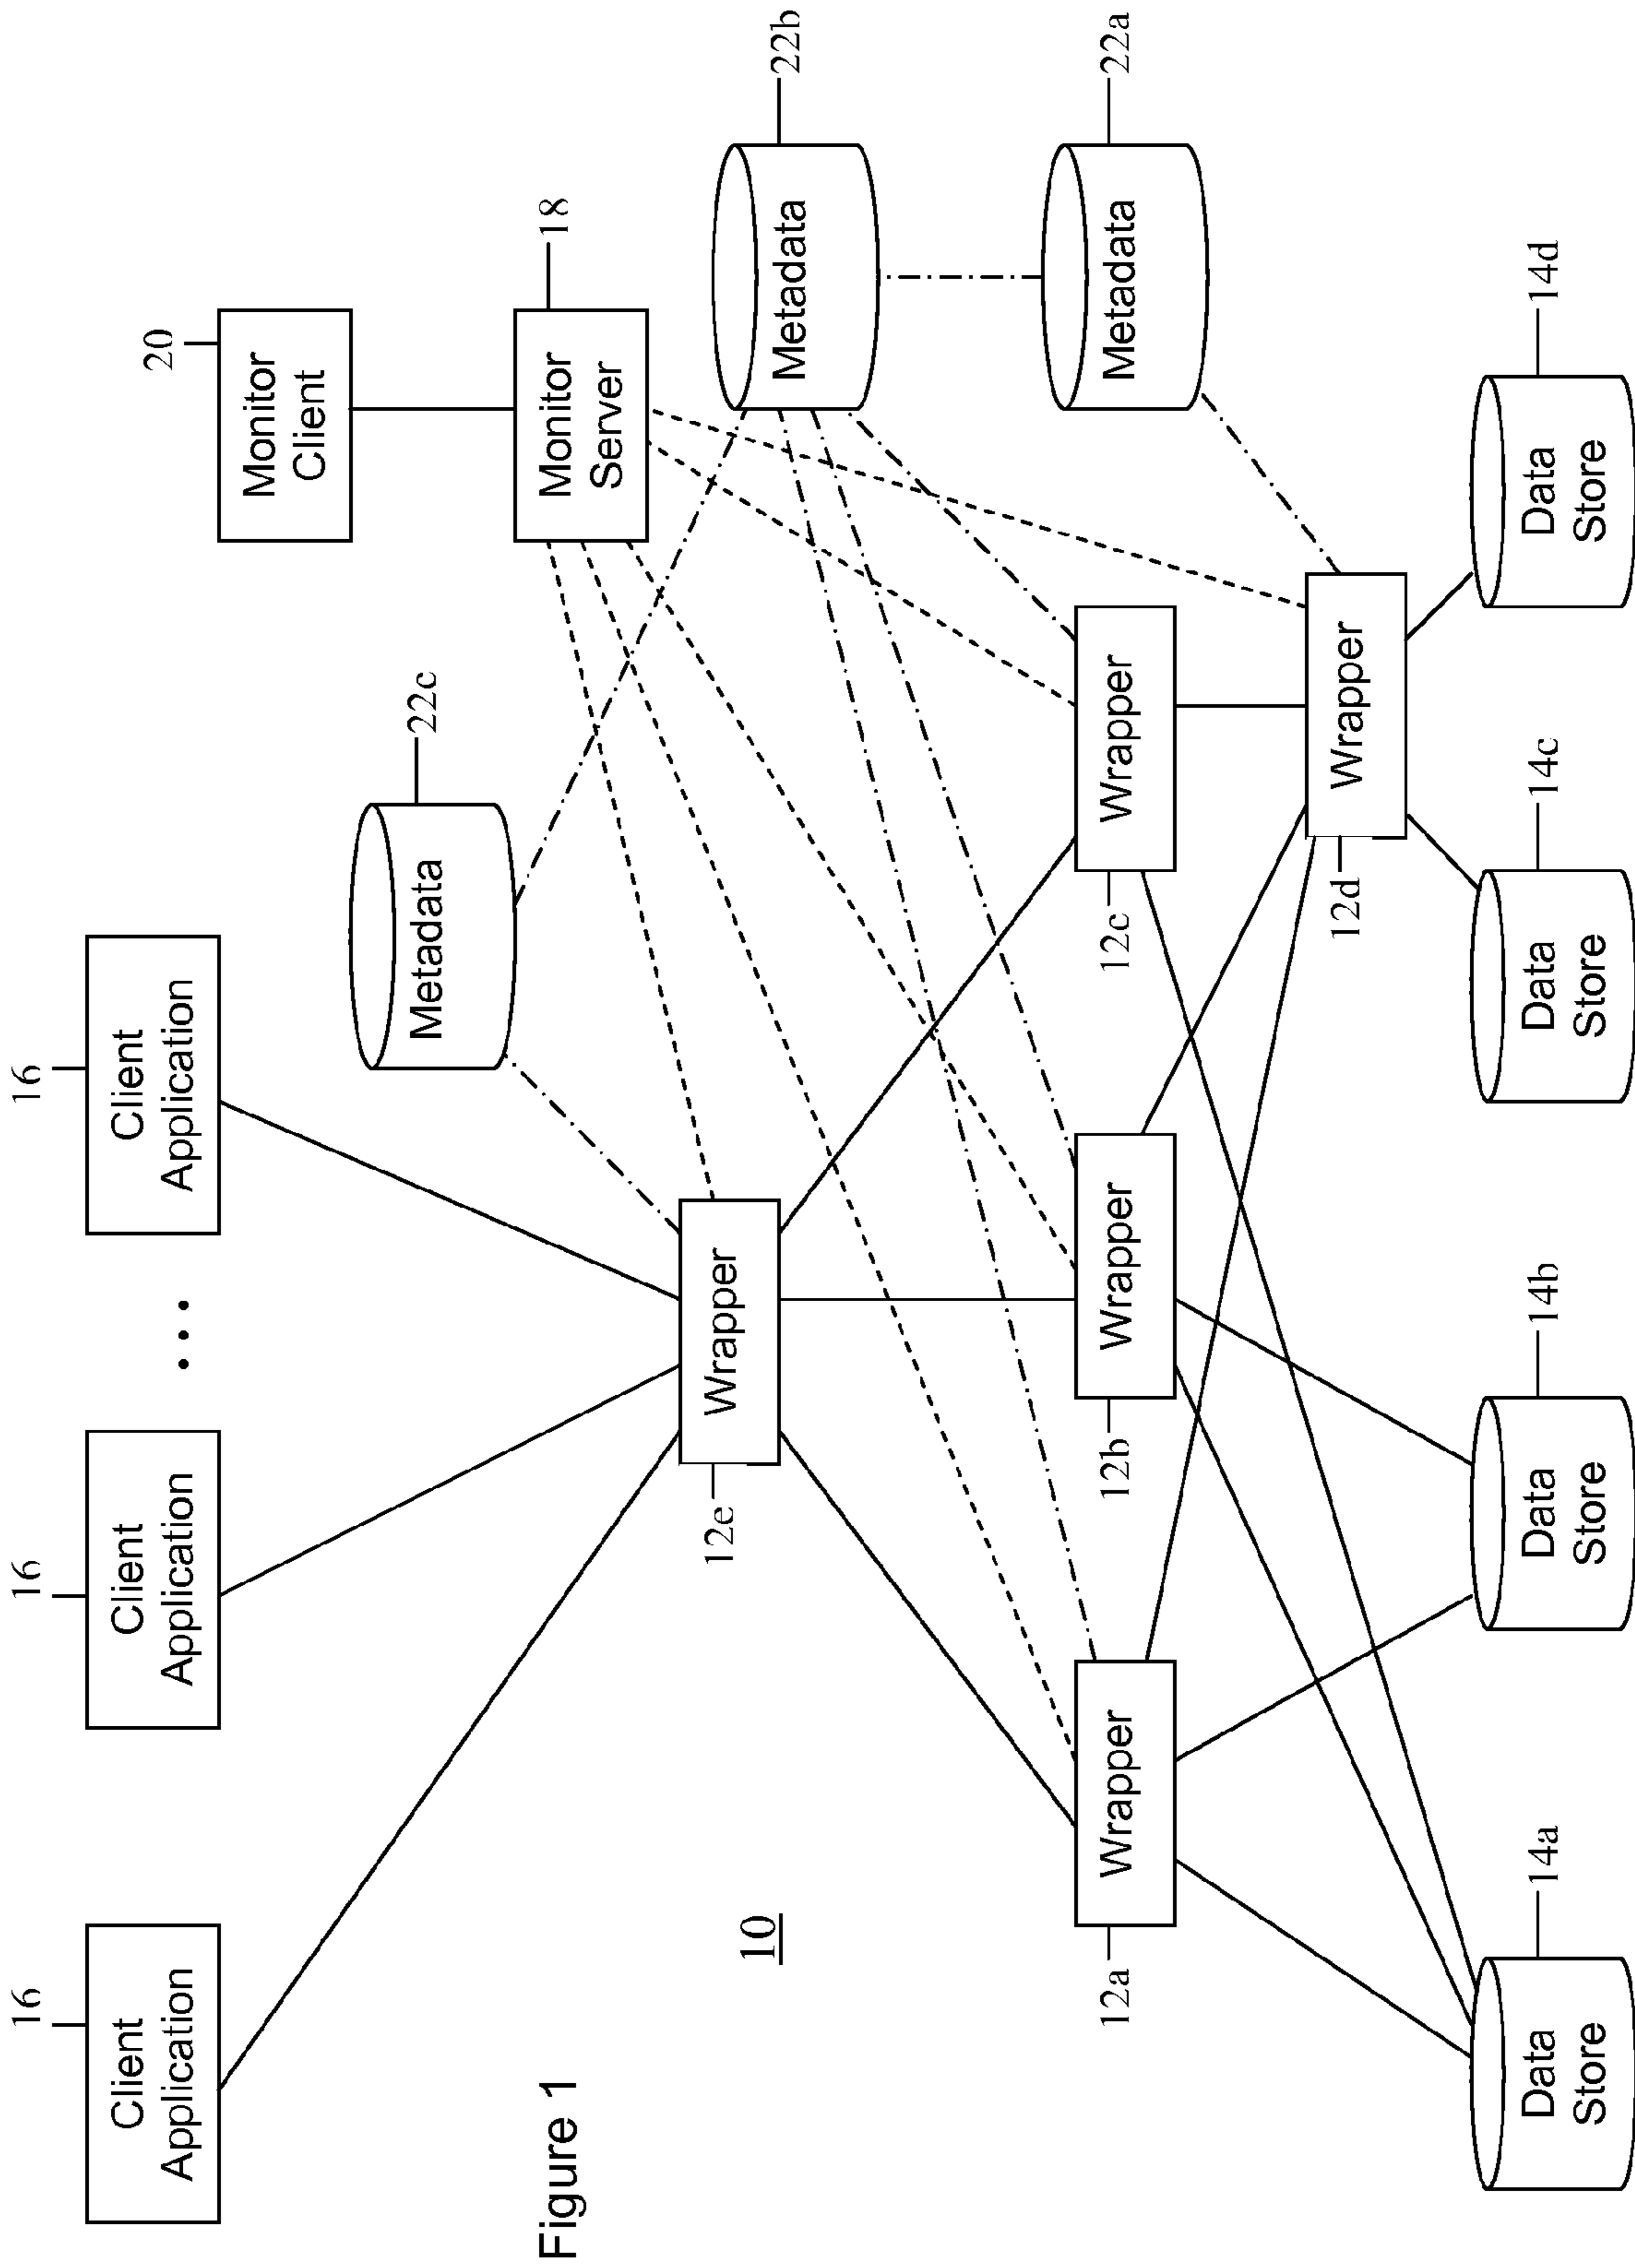 16
16
16
Client
Application
Client
Application
• • •
Client
Application
20
Monitor
Client
Metadata
22c
Monitor
Server
18
Wrapper
12e
Metadata
22b
10
Wrapper
12a
Wrapper
12b
Wrapper
12c
Metadata
22a
Wrapper
12d
Data
Store
14a
Data
Store
14b
Data
Store
14c
Data
Store
14d
Figure 1